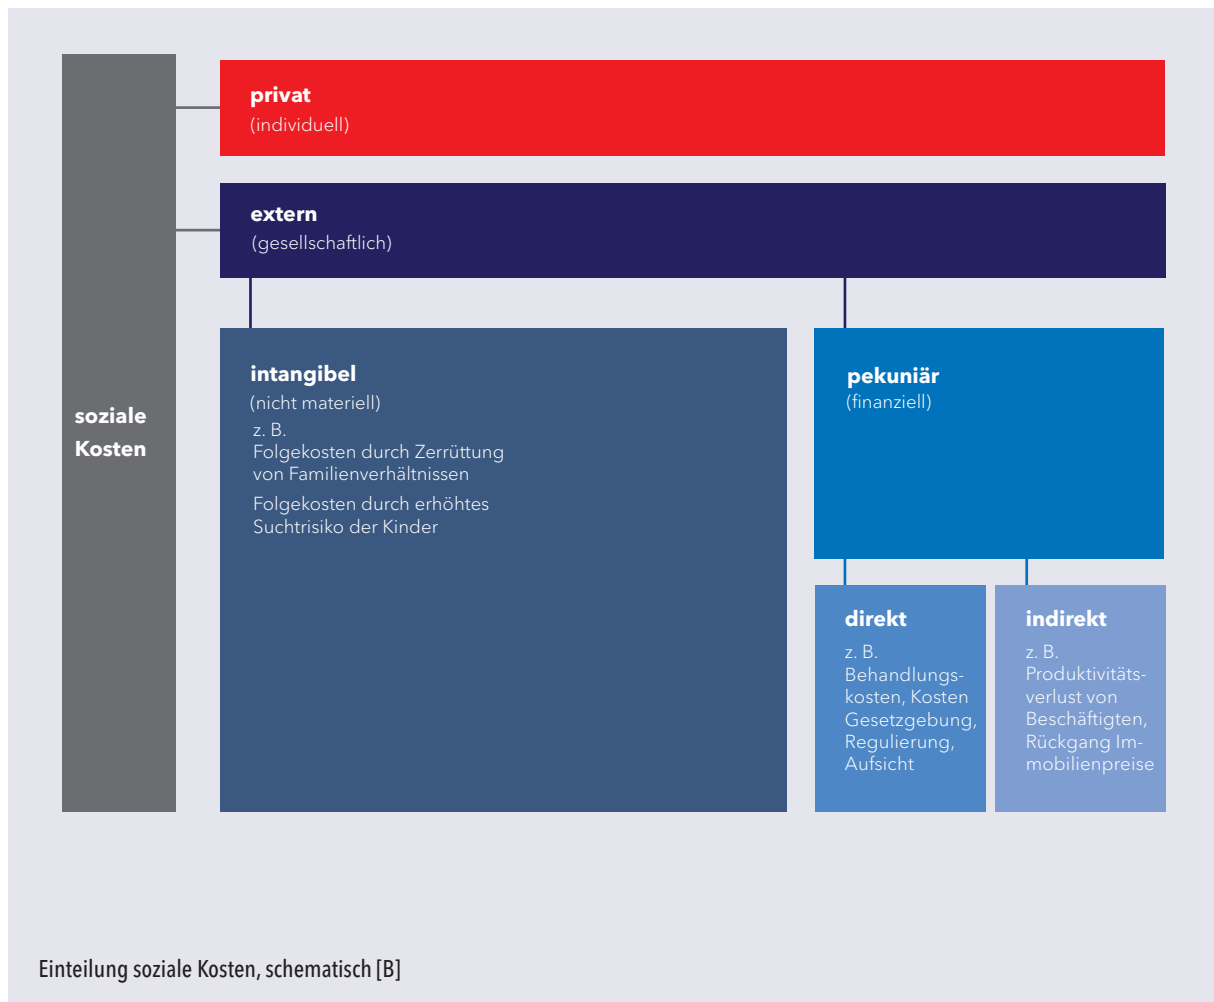 soziale
Kosten
privat
(individuell)
extern
(gesellschaftlich)
intangibel
(nicht materiell)
z. B.
Folgekosten durch Zerrüttung
von Familienverhältnissen
Folgekosten durch erhöhtes
Suchtrisiko der Kinder
pekuniär
(finanziell)
direkt
z. B.
Behandlungs-
kosten, Kosten
Gesetzgebung,
Regulierung,
Aufsicht
indirekt
z. B.
Produktivitäts-
verlust von
Beschäftigten,
Rückgang Im-
mobilienpreise
Einteilung soziale Kosten, schematisch [B]